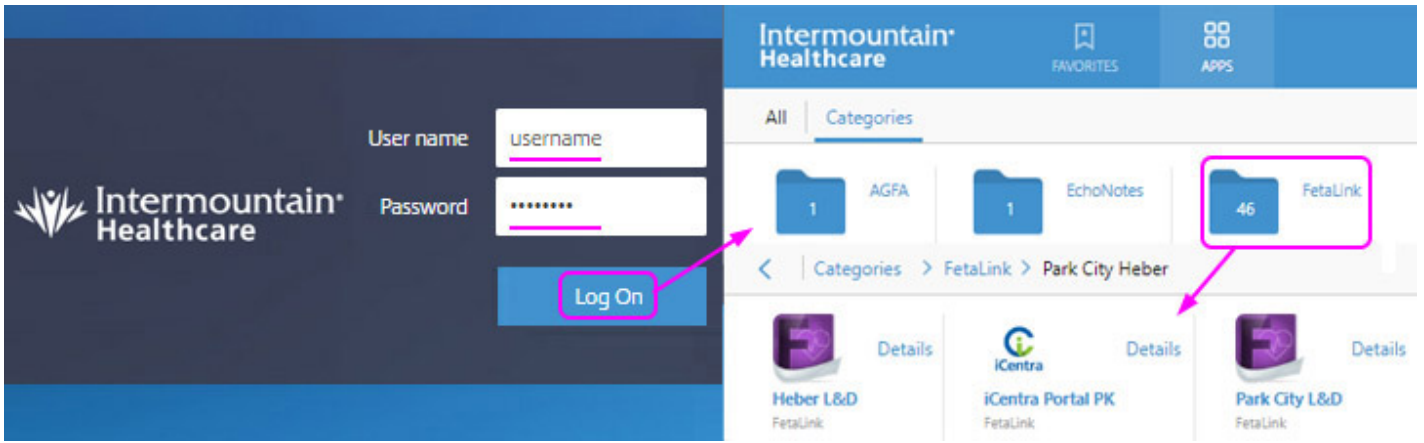 User name
username
Password
••••••••
Intermountain®
Healthcare
Log On
Intermountain®
Healthcare
FAVORITES
APPS
All
Categories
1
AGFA
1
EchoNotes
46
FetaLink
< Categories > FetaLink > Park City Heber
Details
iCentra
Details
Details
Heber L&D
iCentra Portal PK
Park City L&D
FetaLink
FetaLink
FetaLink